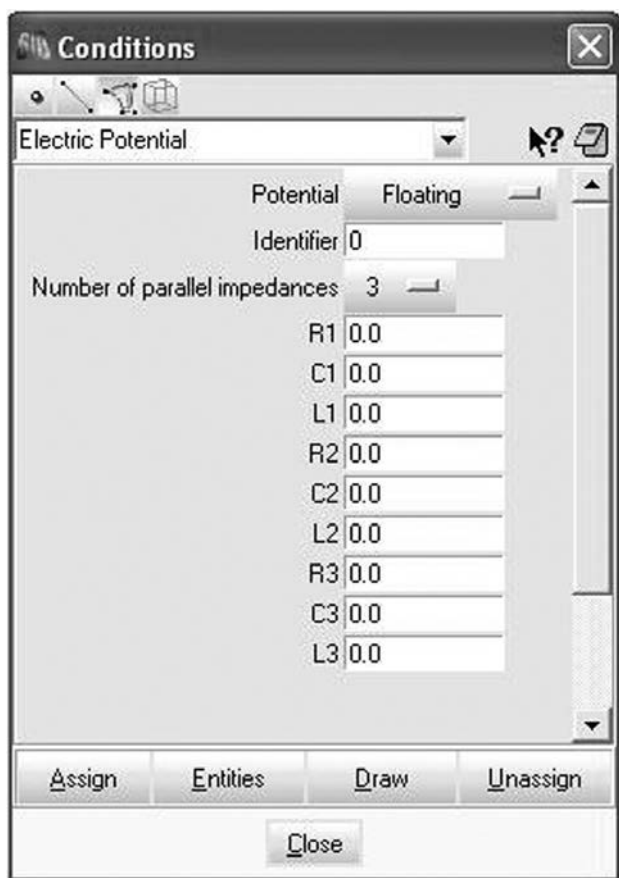 Conditions
Electric Potential
Potential Floating
Identifier 0
Number of parallel impedances 3
R1 0.0
C1 0.0
L1 0.0
R2 0.0
C2 0.0
L2 0.0
R3 0.0
C3 0.0
L3 0.0
Assign Entities Draw Unassign
Close